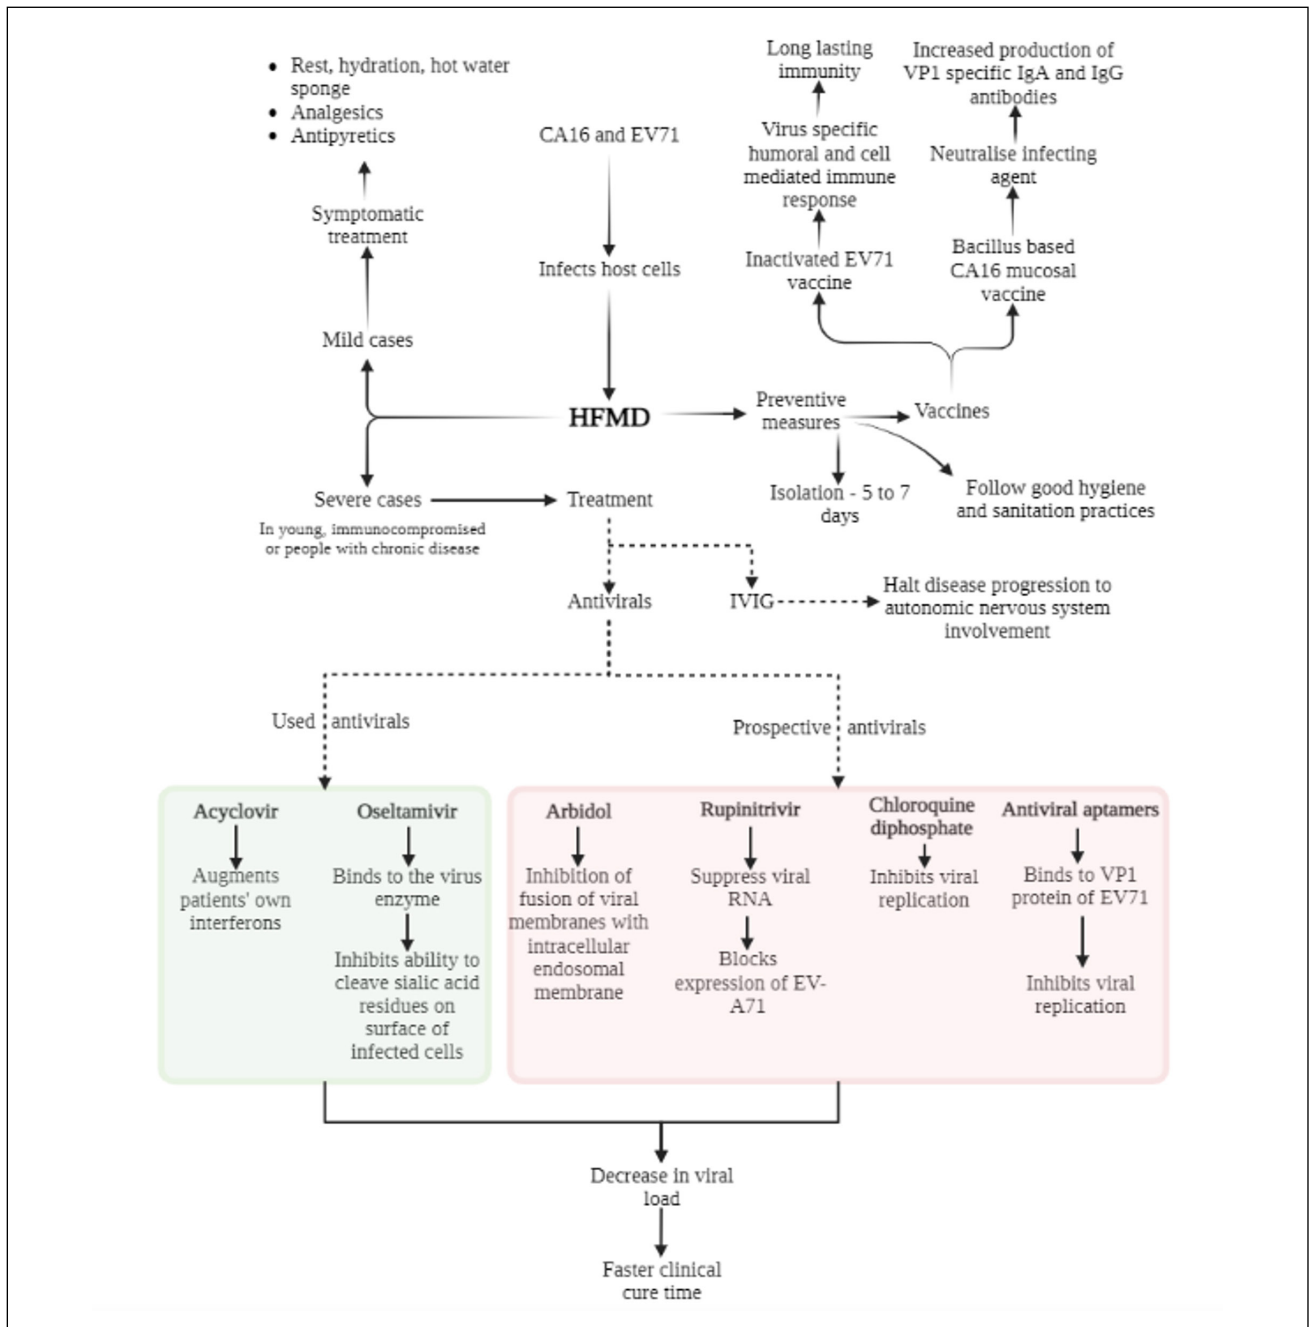 • Rest, hydration, hot water
sponge
• Analgesics
• Antipyretics
Symptomatic
treatment
Mild cases
CA16 and EV71
Infects host cells
HFMD
Long lasting
immunity
Virus specific
humoral and cell
mediated immune
response
Inactivated EV71
vaccine
Increased production of
VP1 specific IgA and IgG
antibodies
Neutralise infecting
agent
Bacillus based
CA16 mucosal
vaccine
Preventive
measures
Vaccines
Isolation - 5 to 7
days
Follow good hygiene
and sanitation practices
Severe cases
In young, immunocompromised
or people with chronic disease
Treatment
Antivirals
IVIG
Halt disease progression to
autonomic nervous system
involvement
Used antivirals
Prospective antivirals
Acyclovir
Augments
patients' own
interferons
Oseltamivir
Binds to the virus
enzyme
Inhibits ability to
cleave sialic acid
residues on
surface of
infected cells
Arbidol
Inhibition of
fusion of viral
membranes with
intracellular
endosomal
membrane
Rupinitrivir
Suppress viral
RNA
Blocks
expression of EV-
A71
Chloroquine
diphosphate
Inhibits viral
replication
Antiviral aptamers
Binds to VP1
protein of EV71
Inhibits viral
replication
Decrease in viral
load
Faster clinical
cure time